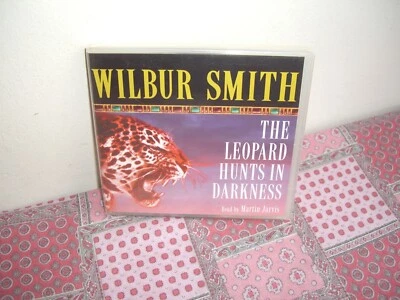 WILBUR SMITH
THE
LEOPARD
HUNTS IN
DARKNESS
Read by Martin Jarvis